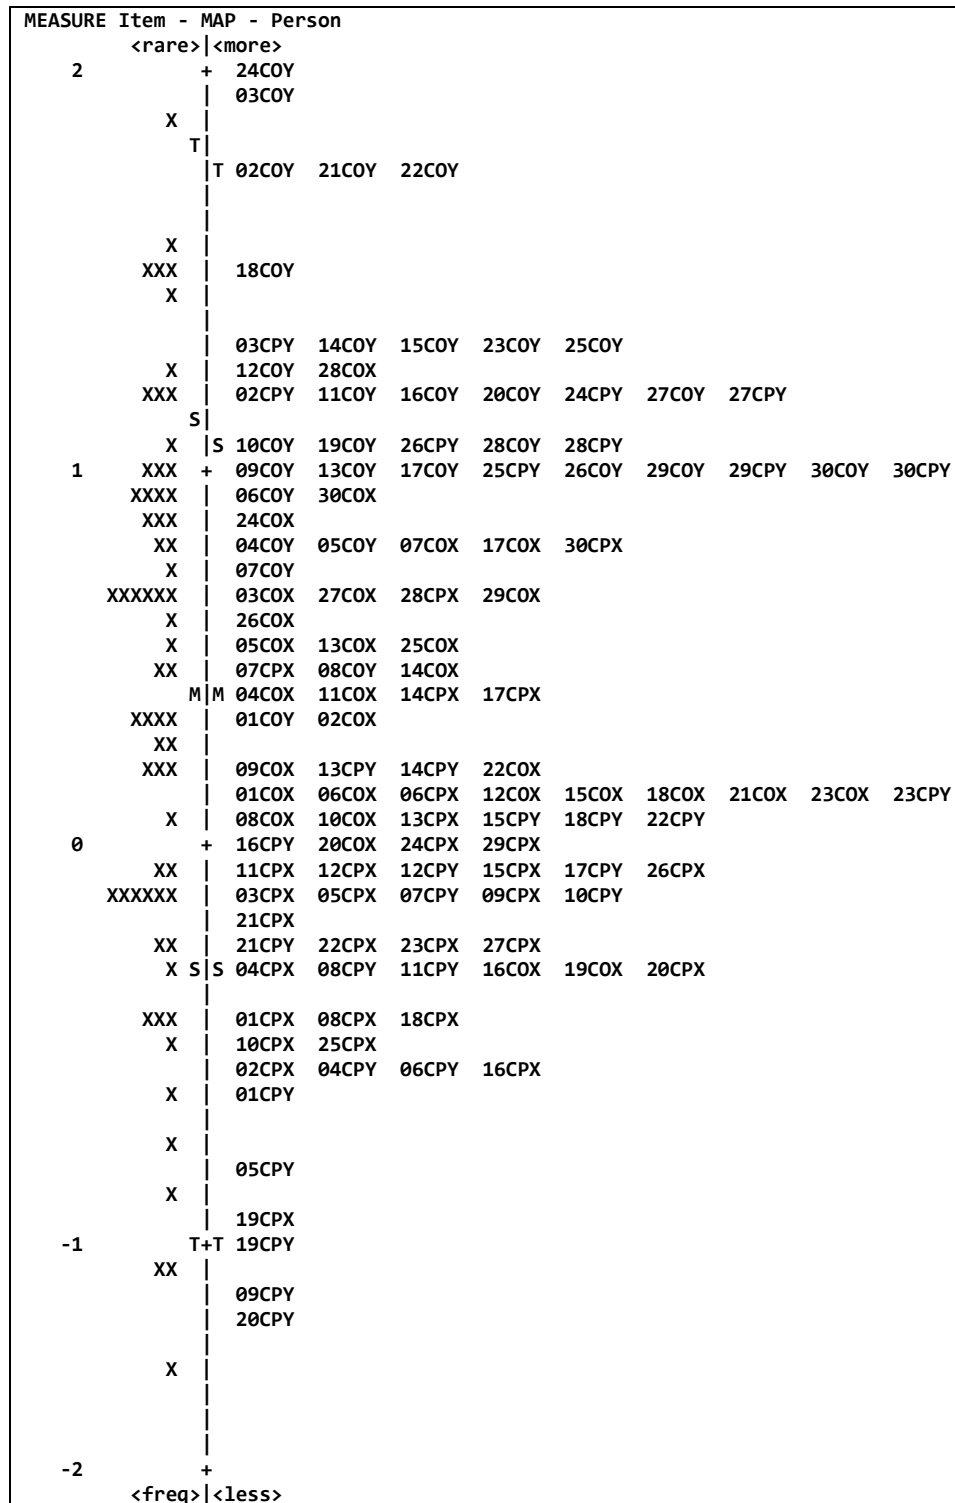 MEASURE Item - MAP - Person
<rare>|<more>
2 + 24COY
| 03COY
X |
T|
|T 02COY 21COY 22COY
|
|
X |
XXX | 18COY
X |
|
| 03CPY 14COY 15COY 23COY 25COY
X | 12COY 28COX
XXX | 02CPY 11COY 16COY 20COY 24CPY 27COY 27CPY
S|
X |S 10COY 19COY 26CPY 28COY 28CPY
1 XXX + 09COY 13COY 17COY 25CPY 26COY 29COY 29CPY 30COY 30CPY
XXXX | 06COY 30COX
XXX | 24COX
XX | 04COY 05COY 07COX 17COX 30CPX
X | 07COY
XXXXXX | 03COX 27COX 28CPX 29COX
X | 26COX
X | 05COX 13COX 25COX
XX | 07CPX 08COY 14COX
M|M 04COX 11COX 14CPX 17CPX
XXXX | 01COY 02COX
XX |
XXX | 09COX 13CPY 14CPY 22COX
| 01COX 06COX 06CPX 12COX 15COX 18COX 21COX 23COX 23CPY
X | 08COX 10COX 13CPX 15CPY 18CPY 22CPY
0 + 16CPY 20COX 24CPX 29CPX
XX | 11CPX 12CPX 12CPY 15CPX 17CPY 26CPX
XXXXXX | 03CPX 05CPX 07CPY 09CPX 10CPY
| 21CPX
XX | 21CPY 22CPX 23CPX 27CPX
X S|S 04CPX 08CPY 11CPY 16COX 19COX 20CPX
|
XXX | 01CPX 08CPX 18CPX
X | 10CPX 25CPX
| 02CPX 04CPY 06CPY 16CPX
X | 01CPY
|
X |
| 05CPY
X |
| 19CPX
-1 T+T 19CPY
XX |
| 09CPY
| 20CPY
|
X |
|
|
|
-2 +
<freq>|<less>